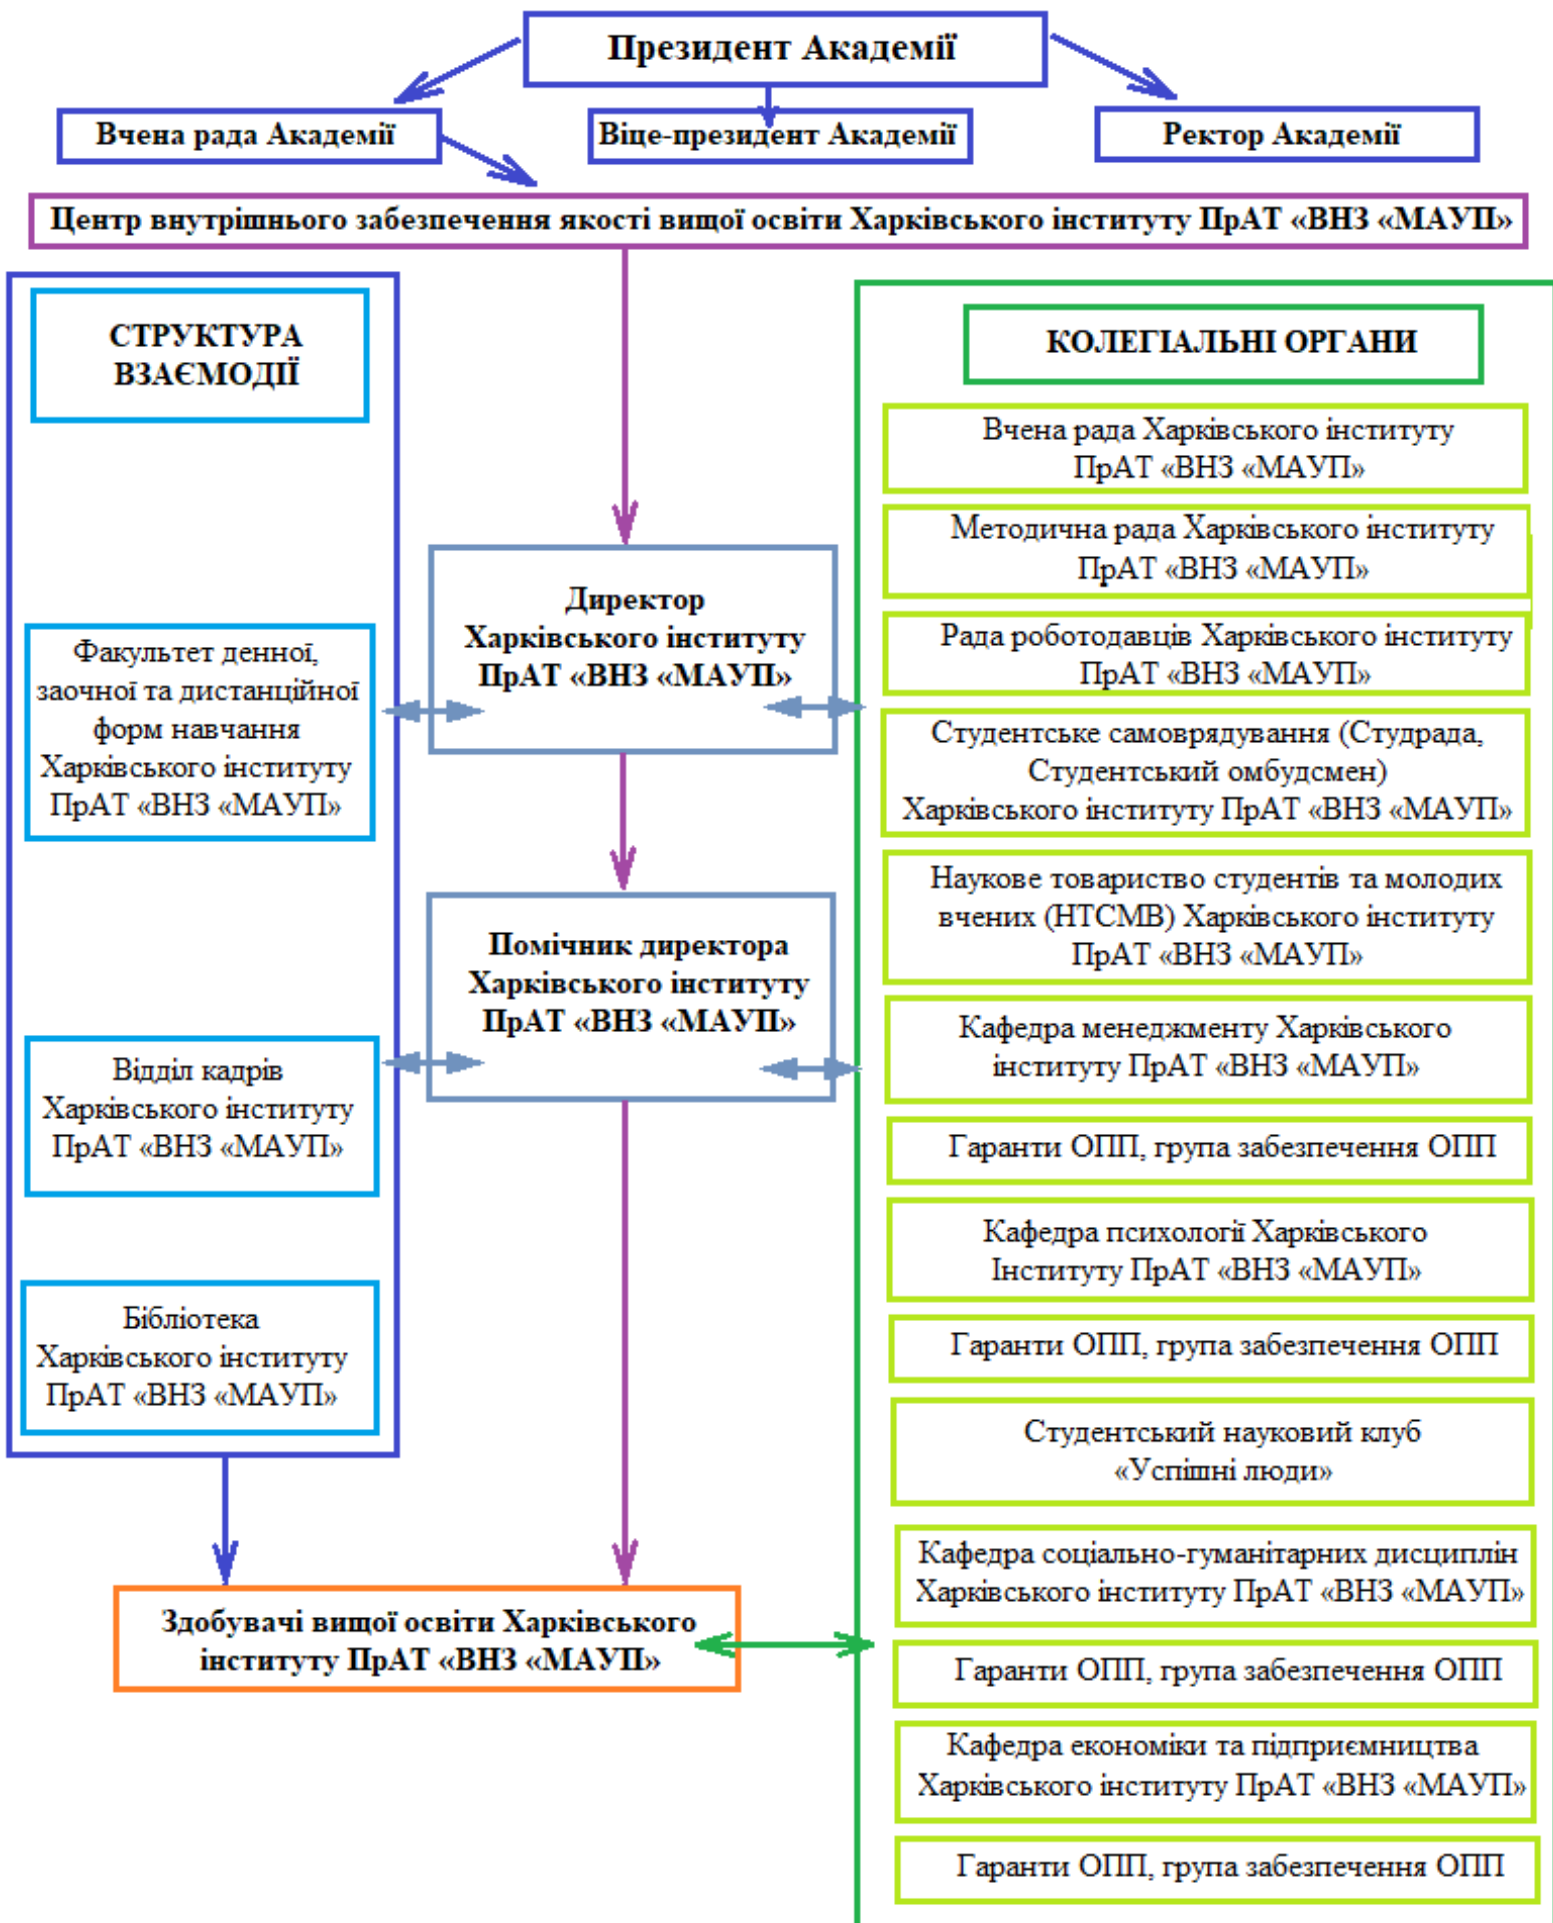 Президент Академії
Вчена рада Академії
Віце-президент Академії
Ректор Академії
Центр внутрішнього забезпечення якості вищої освіти Харківського інституту ПрАТ «ВНЗ «МАУП»
СТРУКТУРА
ВЗАЄМОДІЇ
Факультет денної,
заочної та дистанційної
форм навчання
Харківського інституту
ПрАТ «ВНЗ «МАУП»
Відділ кадрів
Харківського інституту
ПрАТ «ВНЗ «МАУП»
Бібліотека
Харківського інституту
ПрАТ «ВНЗ «МАУП»
Директор
Харківського інституту
ПрАТ «ВНЗ «МАУП»
Помічник директора
Харківського інституту
ПрАТ «ВНЗ «МАУП»
Здобувачі вищої освіти Харківського
інституту ПрАТ «ВНЗ «МАУП»
КОЛЕГІАЛЬНІ ОРГАНИ
Вчена рада Харківського інституту
ПрАТ «ВНЗ «МАУП»
Методична рада Харківського інституту
ПрАТ «ВНЗ «МАУП»
Рада роботодавців Харківського інституту
ПрАТ «ВНЗ «МАУП»
Студентське самоврядування (Студрада,
Студентський омбудсмен)
Харківського інституту ПрАТ «ВНЗ «МАУП»
Наукове товариство студентів та молодих
вчених (НТСМВ) Харківського інституту
ПрАТ «ВНЗ «МАУП»
Кафедра менеджменту Харківського
інституту ПрАТ «ВНЗ «МАУП»
Гаранти ОПП, група забезпечення ОПП
Кафедра психології Харківського
Інституту ПрАТ «ВНЗ «МАУП»
Гаранти ОПП, група забезпечення ОПП
Студентський науковий клуб
«Успішні люди»
Кафедра соціально-гуманітарних дисциплін
Харківського інституту ПрАТ «ВНЗ «МАУП»
Гаранти ОПП, група забезпечення ОПП
Кафедра економіки та підприємництва
Харківського інституту ПрАТ «ВНЗ «МАУП»
Гаранти ОПП, група забезпечення ОПП